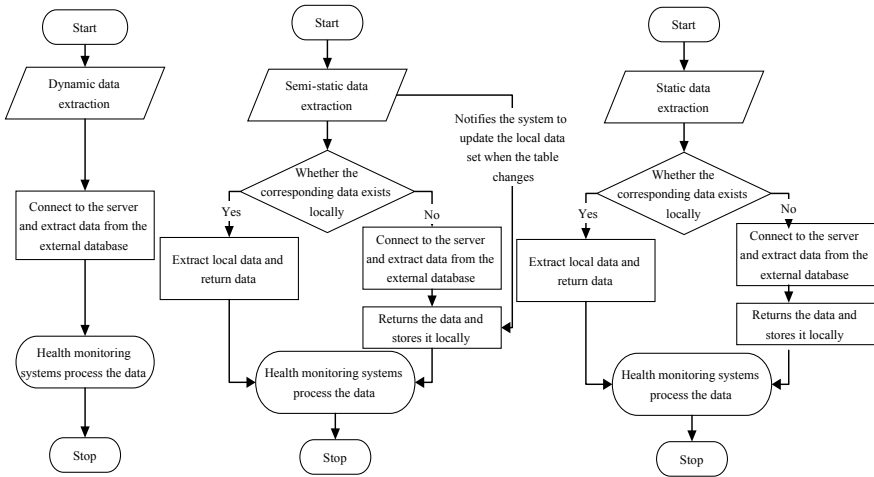 Start
Dynamic data
extraction
Connect to the server
and extract data from the
external database
Health monitoring
systems process the data
Stop
Start
Semi-static data
extraction
Notifies the system to
update the local data
set when the table
changes
Whether the
corresponding data exists
locally
Yes
No
Extract local data and
return data
Connect to the server
and extract data from the
external database
Returns the data and
stores it locally
Health monitoring systems
process the data
Stop
Start
Static data
extraction
Whether the
corresponding data exists
locally
Yes
No
Extract local data and
return data
Connect to the server
and extract data from the
external database
Returns the data and
stores it locally
Health monitoring systems
process the data
Stop